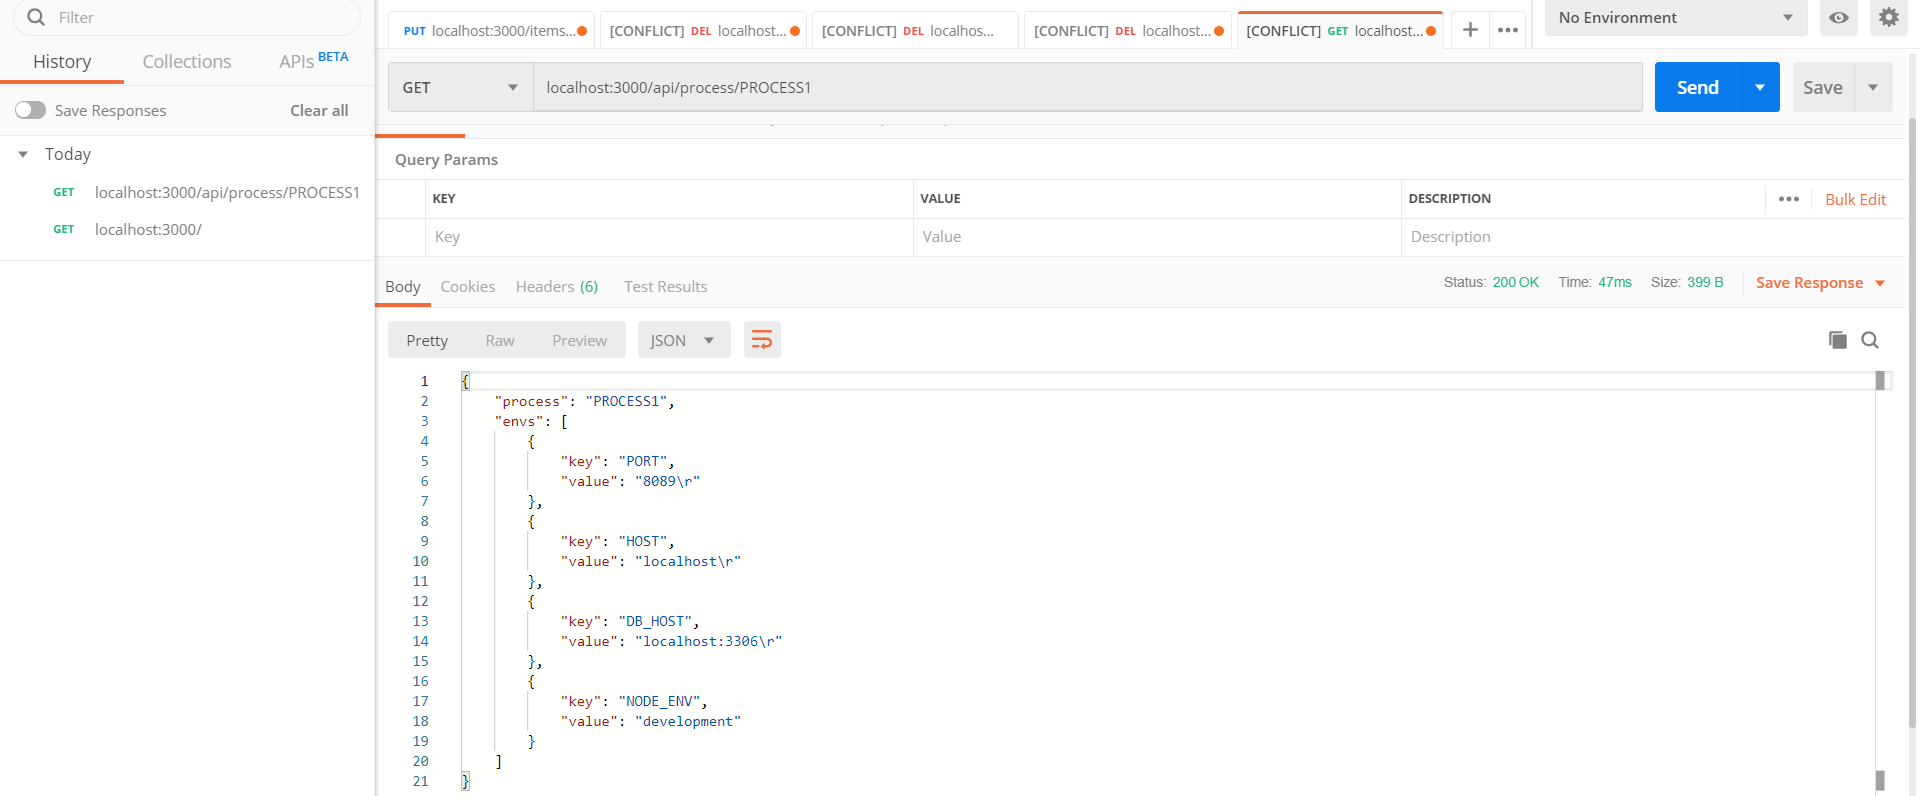 Filter
History Collections APIs BETA
Save Responses Clear all
Today
GET localhost:3000/api/process/PROCESS1
GET localhost:3000/
PUT localhost:3000/items... [CONFLICT] DEL localhost... [CONFLICT] DEL localhos... [CONFLICT] DEL localhost... [CONFLICT] GET localhost... + ...
No Environment
GET localhost:3000/api/process/PROCESS1 Send Save
Query Params
KEY VALUE DESCRIPTION ... Bulk Edit
Key Value Description
Body Cookies Headers (6) Test Results Status: 200 OK Time: 47ms Size: 399 B Save Response
Pretty Raw Preview JSON
1 {
2 "process": "PROCESS1",
3 "envs": [
4 {
5 "key": "PORT",
6 "value": "8089\r"
7 },
8 {
9 "key": "HOST",
10 "value": "localhost\r"
11 },
12 {
13 "key": "DB_HOST",
14 "value": "localhost:3306\r"
15 },
16 {
17 "key": "NODE_ENV",
18 "value": "development"
19 }
20 ]
21 }